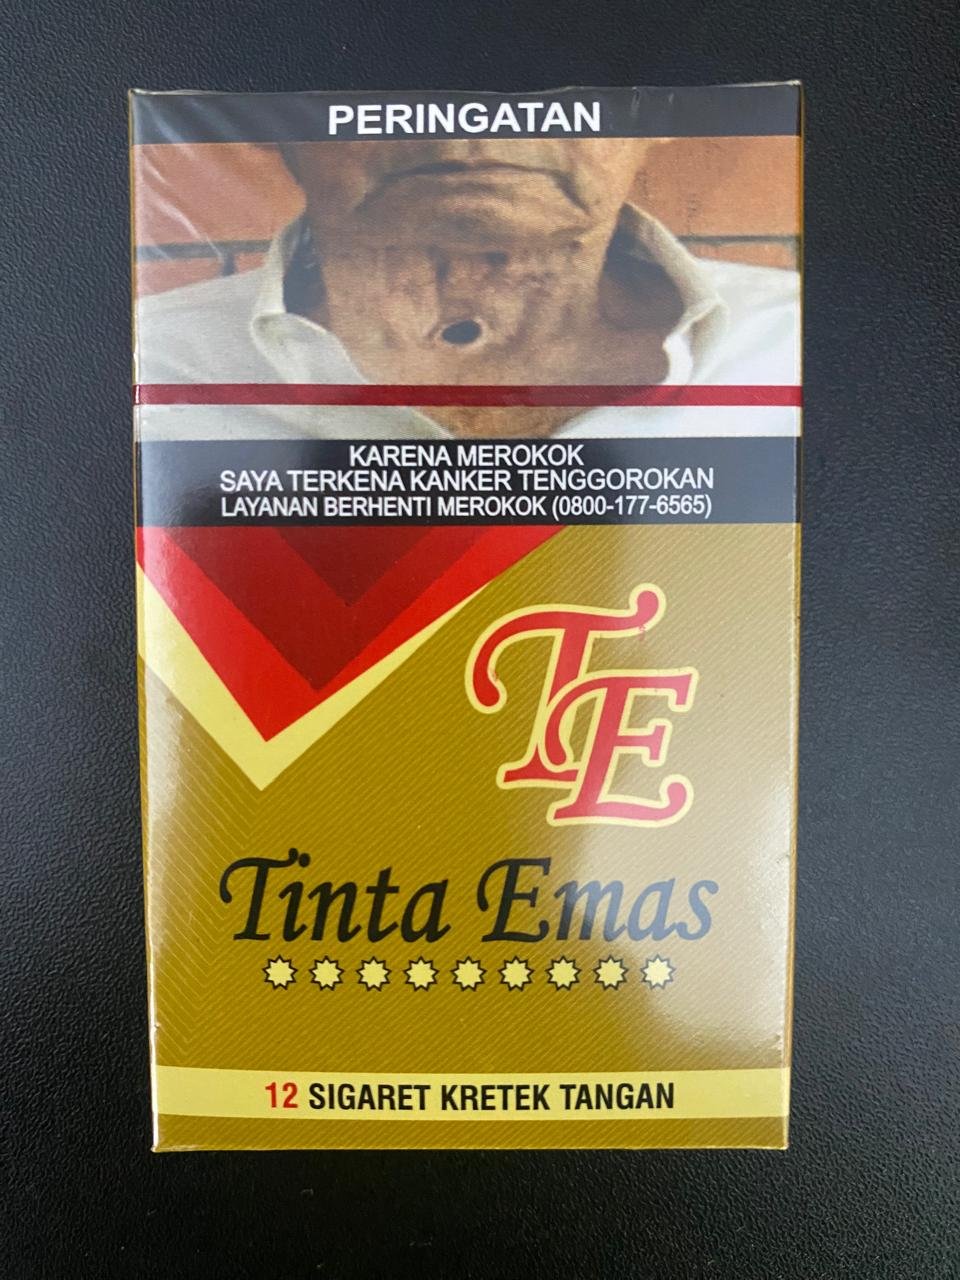 PERINGATAN
KARENA MEROKOK
SAYA TERKENA KANKER TENGGOROKAN
LAYANAN BERHENTI MEROKOK (0800-177-6565)
TE
Tinta Emas
12 SIGARET KRETEK TANGAN